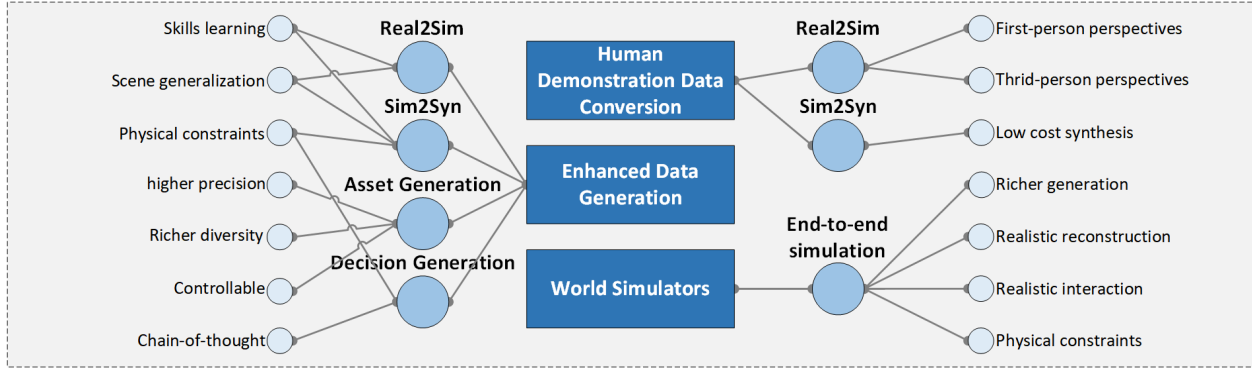 Skills learning
Scene generalization
Physical constraints
higher precision
Richer diversity
Controllable
Chain-of-thought
Real2Sim
Sim2Syn
Asset Generation
Decision Generation
Human
Demonstration Data
Conversion
Enhanced Data
Generation
World Simulators
Real2Sim
Sim2Syn
End-to-end
simulation
First-person perspectives
Thrid-person perspectives
Low cost synthesis
Richer generation
Realistic reconstruction
Realistic interaction
Physical constraints